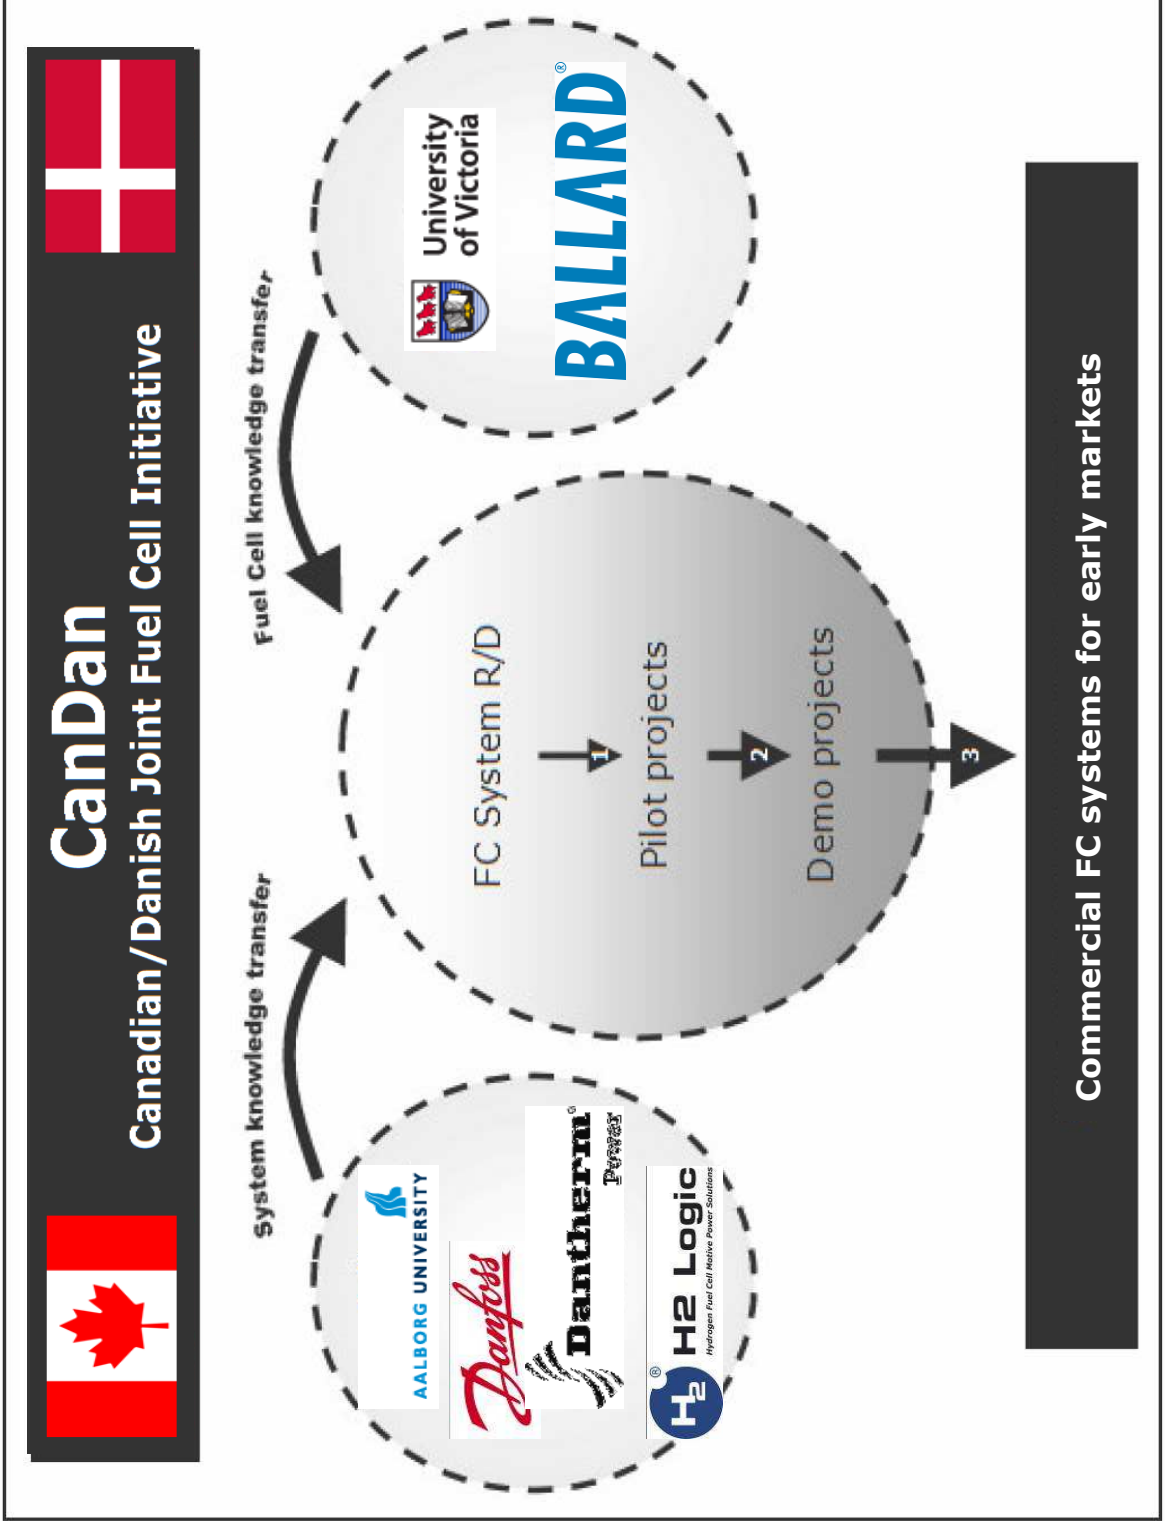 CanDan
Canadian/Danish Joint Fuel Cell Initiative
System knowledge transfer
Fuel Cell knowledge transfer
AALBORG UNIVERSITY
Danfoss
Dantherm®
Power
H2 ® H2 Logic
Hydrogen Fuel Cell Motive Power Solutions
FC System R/D
1
Pilot projects
2
Demo projects
3
University
of Victoria
BALLARD®
Commercial FC systems for early markets